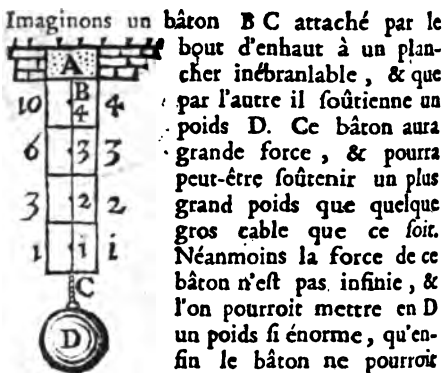 Imaginons un bâton B C attaché par le
bout d'enhaut à un plan-
cher inébranlable, & que
par l'autre il ſoûtienne un
poids D. Ce bâton aura
grande force, & pourra
peut-être ſoûtenir un plus
grand poids que quelque
gros cable que ce ſoit.
Néanmoins la force de ce
bâton n'eſt pas infinie, &
l'on pourroit mettre en D
un poids ſi énorme, qu'en-
fin le bâton ne pourroit
A
B
10 4 4
6 3 3
3 2 2
1 i i
C
D